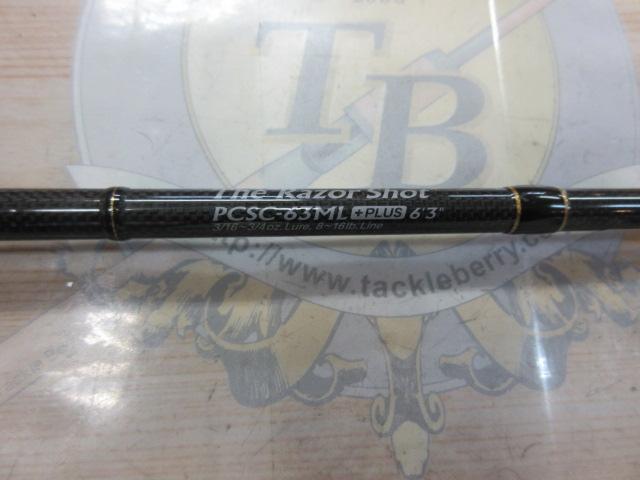 TB
The Razor Shot
PCSC-63ML +PLUS 6'3"
3/16~3/4oz. Lure, 8~16lb. Line
http://www.tackleberry.co